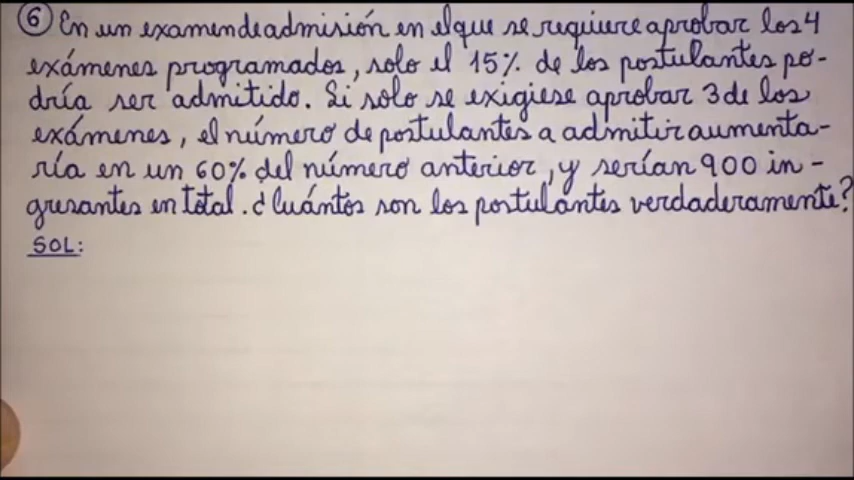 ⑥ En un examen de admisión en el que se requiere aprobar los 4
exámenes programados, solo el 15% de los postulantes po-
dría ser admitido. Si solo se exigiese aprobar 3 de los
exámenes, el número de postulantes a admitir aumenta-
ría en un 60% del número anterior, y serían 900 in-
gresantes en total. ¿Cuántos son los postulantes verdaderamente?
SOL: